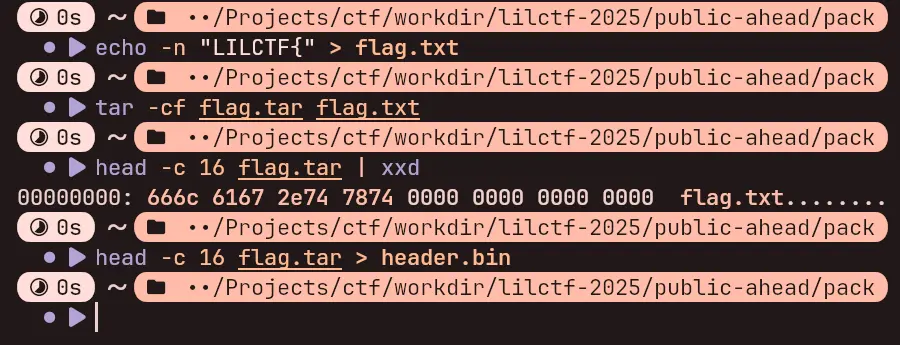 0s ~ ··/Projects/ctf/workdir/lilctf-2025/public-ahead/pack
echo -n "LILCTF{" > flag.txt
0s ~ ··/Projects/ctf/workdir/lilctf-2025/public-ahead/pack
tar -cf flag.tar flag.txt
0s ~ ··/Projects/ctf/workdir/lilctf-2025/public-ahead/pack
head -c 16 flag.tar | xxd
00000000: 666c 6167 2e74 7874 0000 0000 0000 0000  flag.txt........
0s ~ ··/Projects/ctf/workdir/lilctf-2025/public-ahead/pack
head -c 16 flag.tar > header.bin
0s ~ ··/Projects/ctf/workdir/lilctf-2025/public-ahead/pack